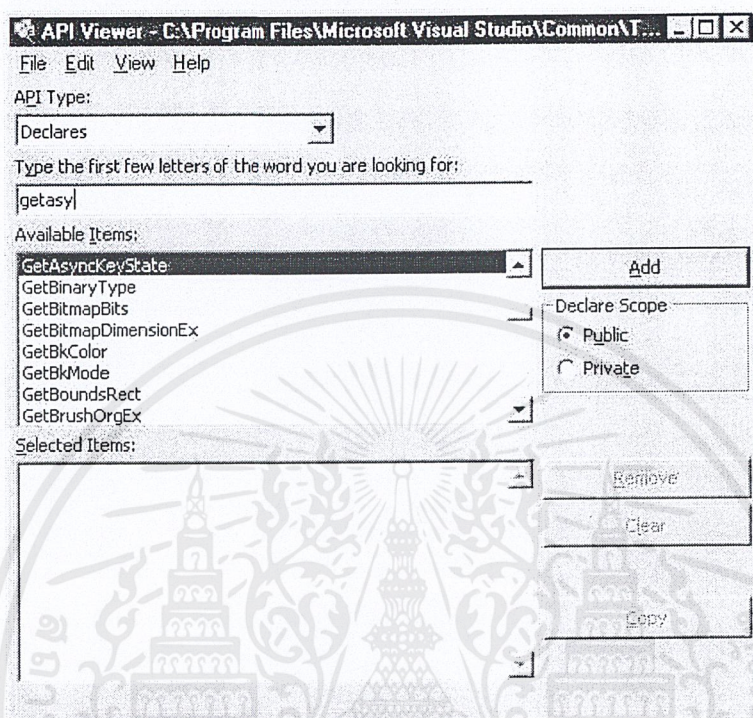 API Viewer - C:\Program Files\Microsoft Visual Studio\Common\T...
File Edit View Help
API Type:
Declares
Type the first few letters of the word you are looking for:
getasy
Available Items:
GetAsyncKeyState
GetBinaryType
GetBitmapBits
GetBitmapDimensionEx
GetBkColor
GetBkMode
GetBoundsRect
GetBrushOrgEx
Add
Declare Scope
Public
Private
Selected Items:
Remove
Clear
Copy